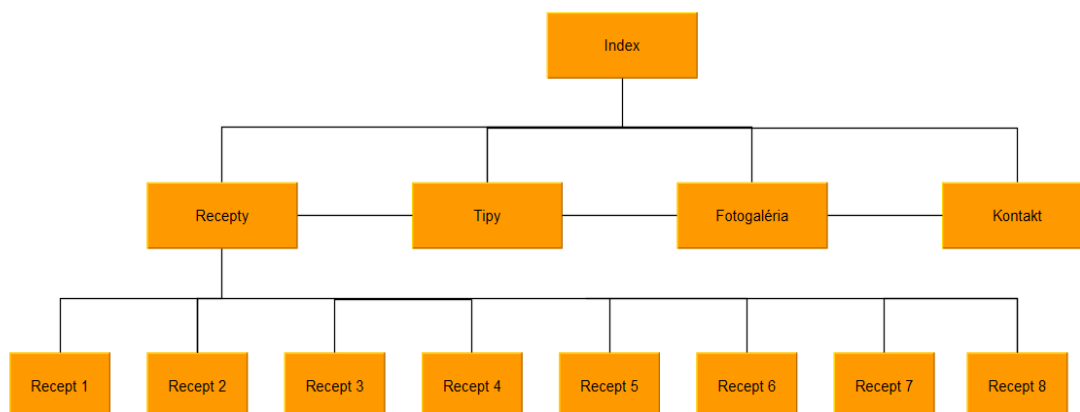 Index
Recepty
Tipy
Fotogaléria
Kontakt
Recept 1
Recept 2
Recept 3
Recept 4
Recept 5
Recept 6
Recept 7
Recept 8